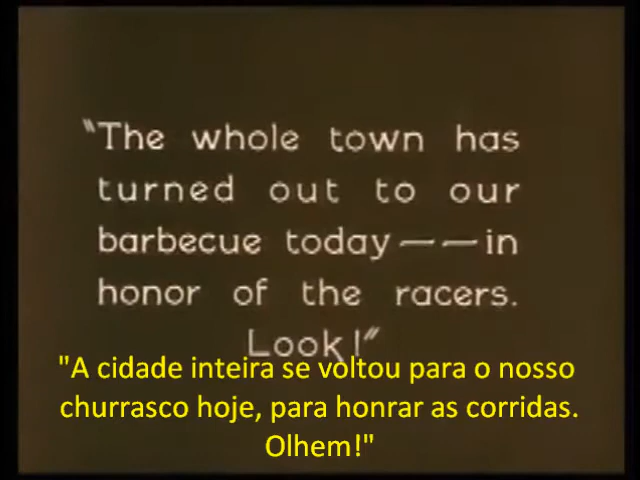 "The whole town has
turned out to our
barbecue today——in
honor of the racers.
Look!"
"A cidade inteira se voltou para o nosso
churrasco hoje, para honrar as corridas.
Olhem!"